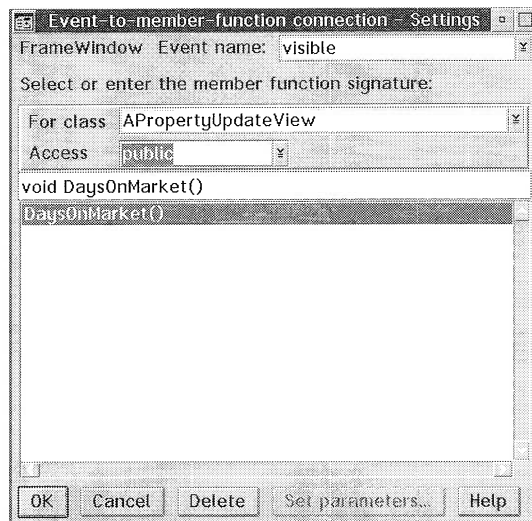 Event-to-member-function connection - Settings
FrameWindow Event name: visible
Select or enter the member function signature:
For class APropertyUpdateView
Access public
void DaysOnMarket()
DaysOnMarket()
OK Cancel Delete Set parameters... Help